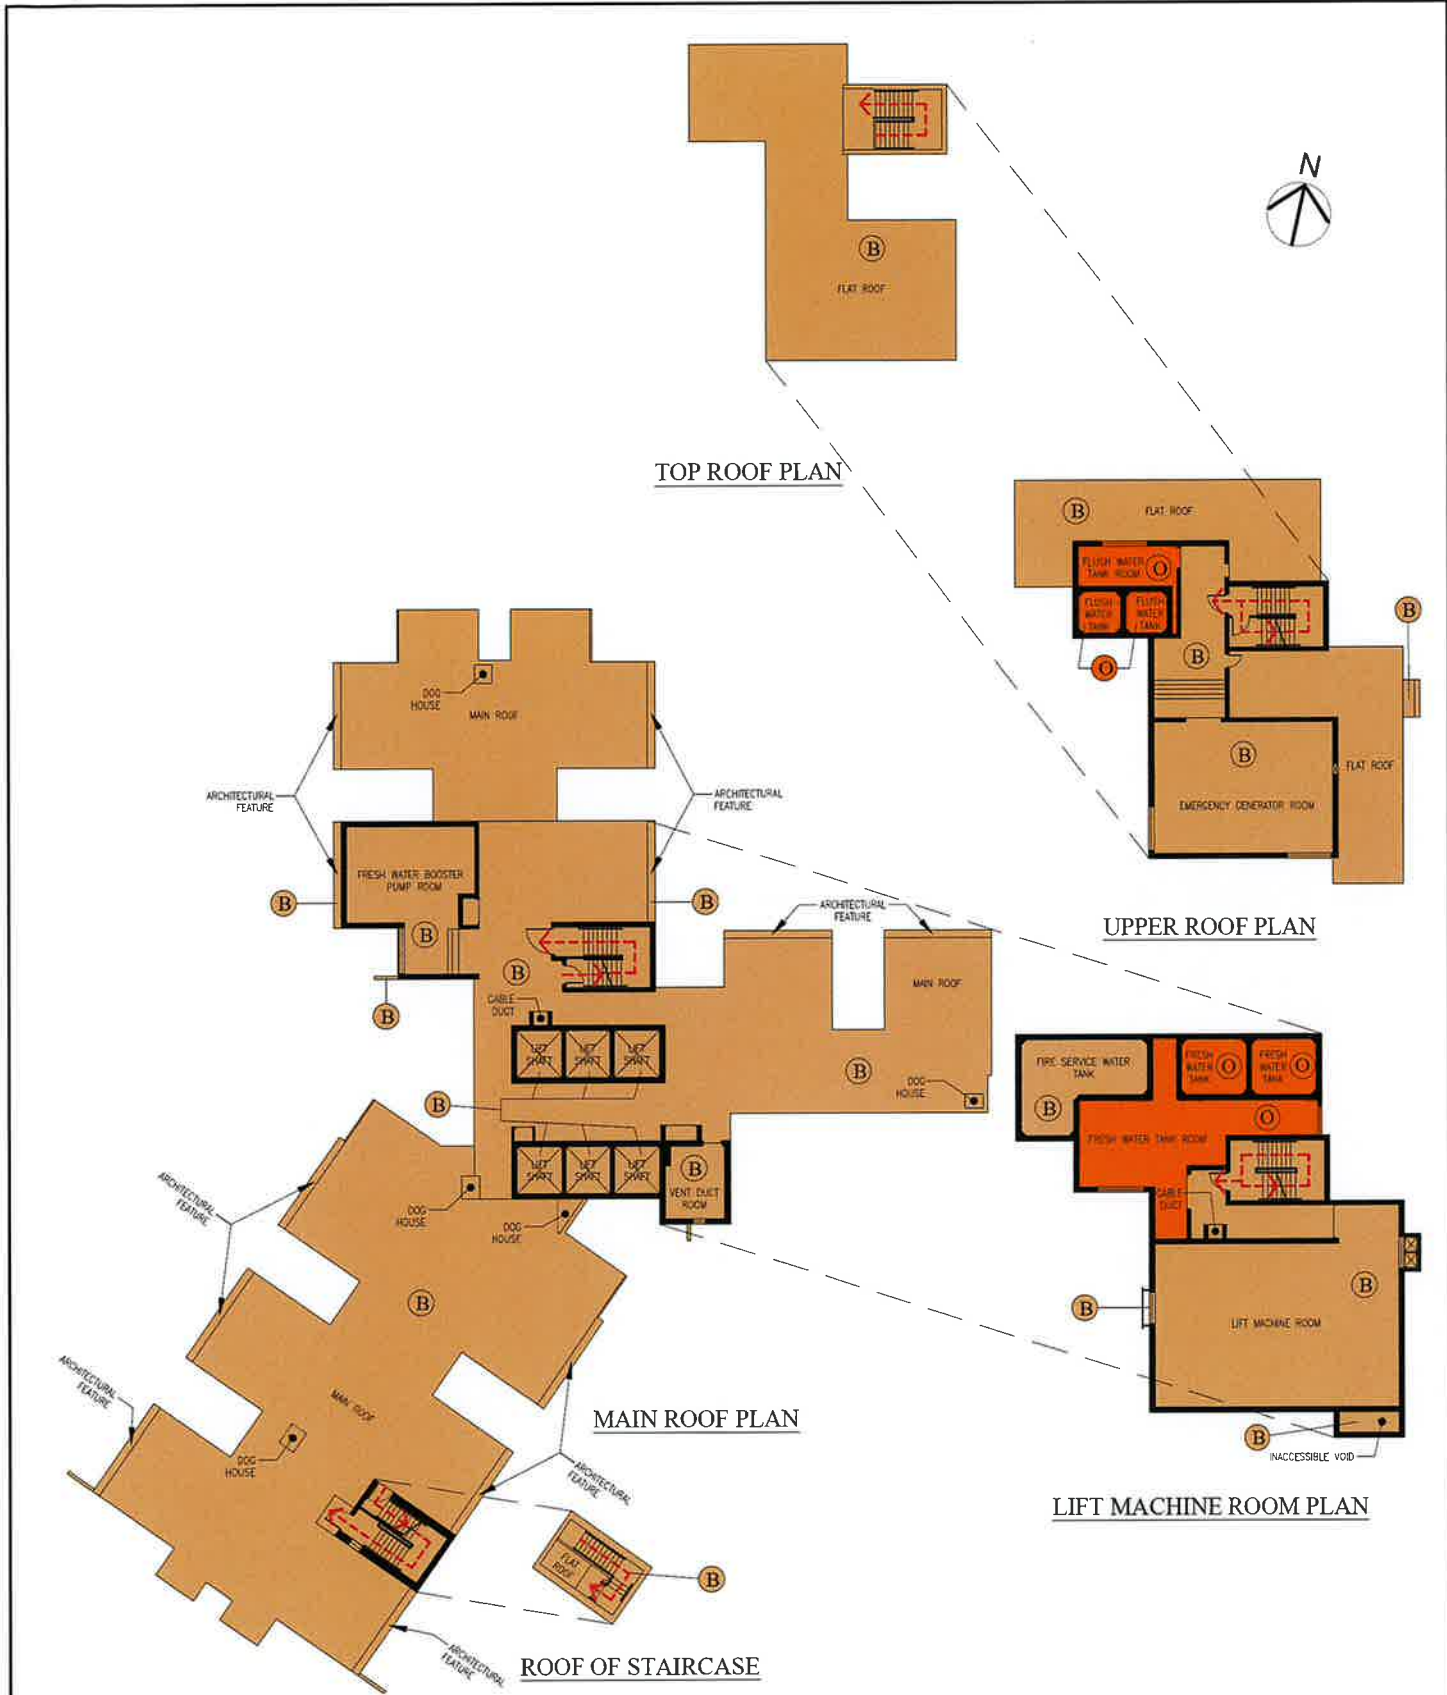 N
B
FLAT ROOF
TOP ROOF PLAN
B
FLAT ROOF
FLUSH WATER
TANK ROOM
O
FLUSH
WATER
TANK
FLUSH
WATER
TANK
O
B
B
B
FLAT ROOF
EMERGENCY GENERATOR ROOM
UPPER ROOF PLAN
DOG
HOUSE
MAIN ROOF
ARCHITECTURAL
FEATURE
ARCHITECTURAL
FEATURE
FRESH WATER BOOSTER
PUMP ROOM
B
B
B
B
B
CABLE
DUCT
ARCHITECTURAL
FEATURE
MAIN ROOF
LIFT
SHAFT
LIFT
SHAFT
LIFT
SHAFT
B
B
DOG
HOUSE
LIFT
SHAFT
LIFT
SHAFT
LIFT
SHAFT
B
VENT DUCT
ROOM
DOG
HOUSE
DOG
HOUSE
ARCHITECTURAL
FEATURE
B
ARCHITECTURAL
FEATURE
MAIN ROOF
DOG
HOUSE
MAIN ROOF PLAN
ARCHITECTURAL
FEATURE
FLAT
ROOF
B
ARCHITECTURAL
FEATURE
ROOF OF STAIRCASE
FIRE SERVICE WATER
TANK
B
FRESH
WATER
TANK
O
FRESH
WATER
TANK
O
O
FRESH WATER TANK ROOM
CABLE
DUCT
B
B
LIFT MACHINE ROOM
B
INACCESSIBLE VOID
LIFT MACHINE ROOM PLAN